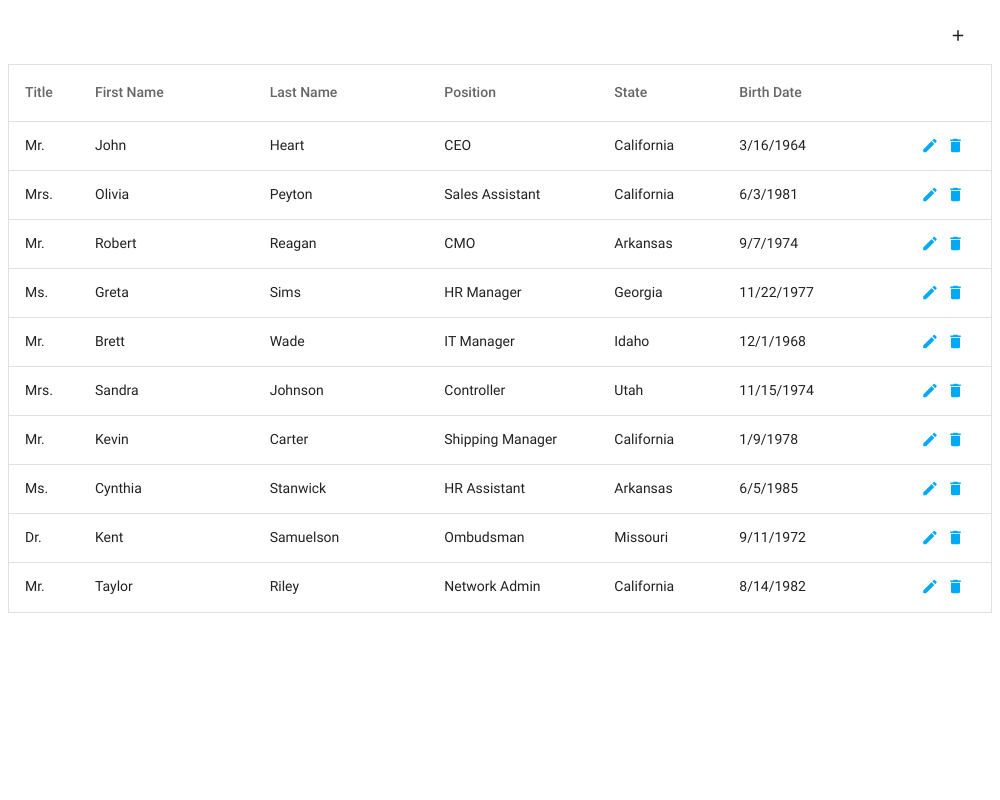 Title First Name Last Name Position State Birth Date
Mr. John Heart CEO California 3/16/1964
Mrs. Olivia Peyton Sales Assistant California 6/3/1981
Mr. Robert Reagan CMO Arkansas 9/7/1974
Ms. Greta Sims HR Manager Georgia 11/22/1977
Mr. Brett Wade IT Manager Idaho 12/1/1968
Mrs. Sandra Johnson Controller Utah 11/15/1974
Mr. Kevin Carter Shipping Manager California 1/9/1978
Ms. Cynthia Stanwick HR Assistant Arkansas 6/5/1985
Dr. Kent Samuelson Ombudsman Missouri 9/11/1972
Mr. Taylor Riley Network Admin California 8/14/1982